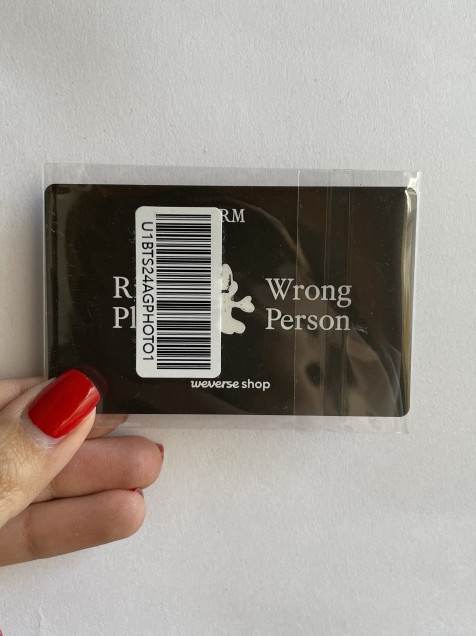 RM
U1BTS24AGPHOTO1
Wrong
Person
weverse shop